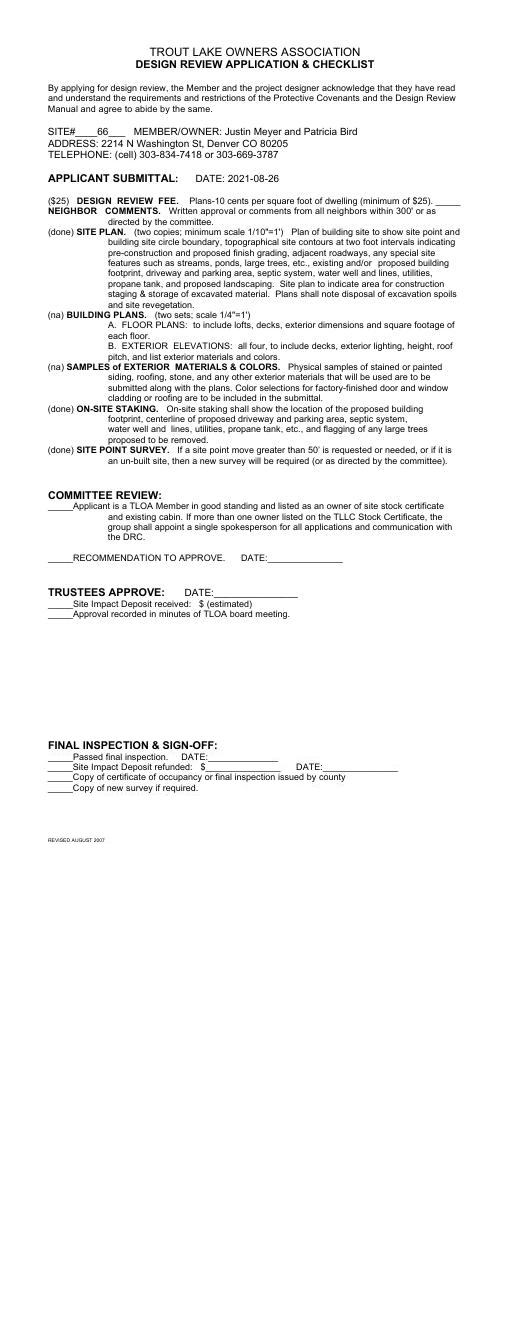 TROUT LAKE OWNERS ASSOCIATION
DESIGN REVIEW APPLICATION & CHECKLIST
By applying for design review, the Member and the project designer acknowledge that they have read
and understand the requirements and restrictions of the Protective Covenants and the Design Review
Manual and agree to abide by the same.
SITE#____66___ MEMBER/OWNER: Justin Meyer and Patricia Bird
ADDRESS: 2214 N Washington St, Denver CO 80205
TELEPHONE: (cell) 303-834-7418 or 303-669-3787
APPLICANT SUBMITTAL: DATE: 2021-08-26
($25) DESIGN REVIEW FEE. Plans-10 cents per square foot of dwelling (minimum of $25). _____
NEIGHBOR COMMENTS. Written approval or comments from all neighbors within 300' or as
directed by the committee.
(done) SITE PLAN. (two copies; minimum scale 1/10"=1') Plan of building site to show site point and
building site circle boundary, topographical site contours at two foot intervals indicating
pre-construction and proposed finish grading, adjacent roadways, any special site
features such as streams, ponds, large trees, etc., existing and/or proposed building
footprint, driveway and parking area, septic system, water well and lines, utilities,
propane tank, and proposed landscaping. Site plan to indicate area for construction
staging & storage of excavated material. Plans shall note disposal of excavation spoils
and site revegetation.
(na) BUILDING PLANS. (two sets; scale 1/4"=1')
A. FLOOR PLANS: to include lofts, decks, exterior dimensions and square footage of
each floor.
B. EXTERIOR ELEVATIONS: all four, to include decks, exterior lighting, height, roof
pitch, and list exterior materials and colors.
(na) SAMPLES of EXTERIOR MATERIALS & COLORS. Physical samples of stained or painted
siding, roofing, stone, and any other exterior materials that will be used are to be
submitted along with the plans. Color selections for factory-finished door and window
cladding or roofing are to be included in the submittal.
(done) ON-SITE STAKING. On-site staking shall show the location of the proposed building
footprint, centerline of proposed driveway and parking area, septic system,
water well and lines, utilities, propane tank, etc., and flagging of any large trees
proposed to be removed.
(done) SITE POINT SURVEY. If a site point move greater than 50' is requested or needed, or if it is
an un-built site, then a new survey will be required (or as directed by the committee).
COMMITTEE REVIEW:
_____Applicant is a TLOA Member in good standing and listed as an owner of site stock certificate
and existing cabin. If more than one owner listed on the TLLC Stock Certificate, the
group shall appoint a single spokesperson for all applications and communication with
the DRC.
_____RECOMMENDATION TO APPROVE. DATE:_______________
TRUSTEES APPROVE: DATE:_______________
_____Site Impact Deposit received: $ (estimated)
_____Approval recorded in minutes of TLOA board meeting.
FINAL INSPECTION & SIGN-OFF:
_____Passed final inspection. DATE:______________
_____Site Impact Deposit refunded: $_______________ DATE:_______________
_____Copy of certificate of occupancy or final inspection issued by county
_____Copy of new survey if required.
REVISED AUGUST 2007